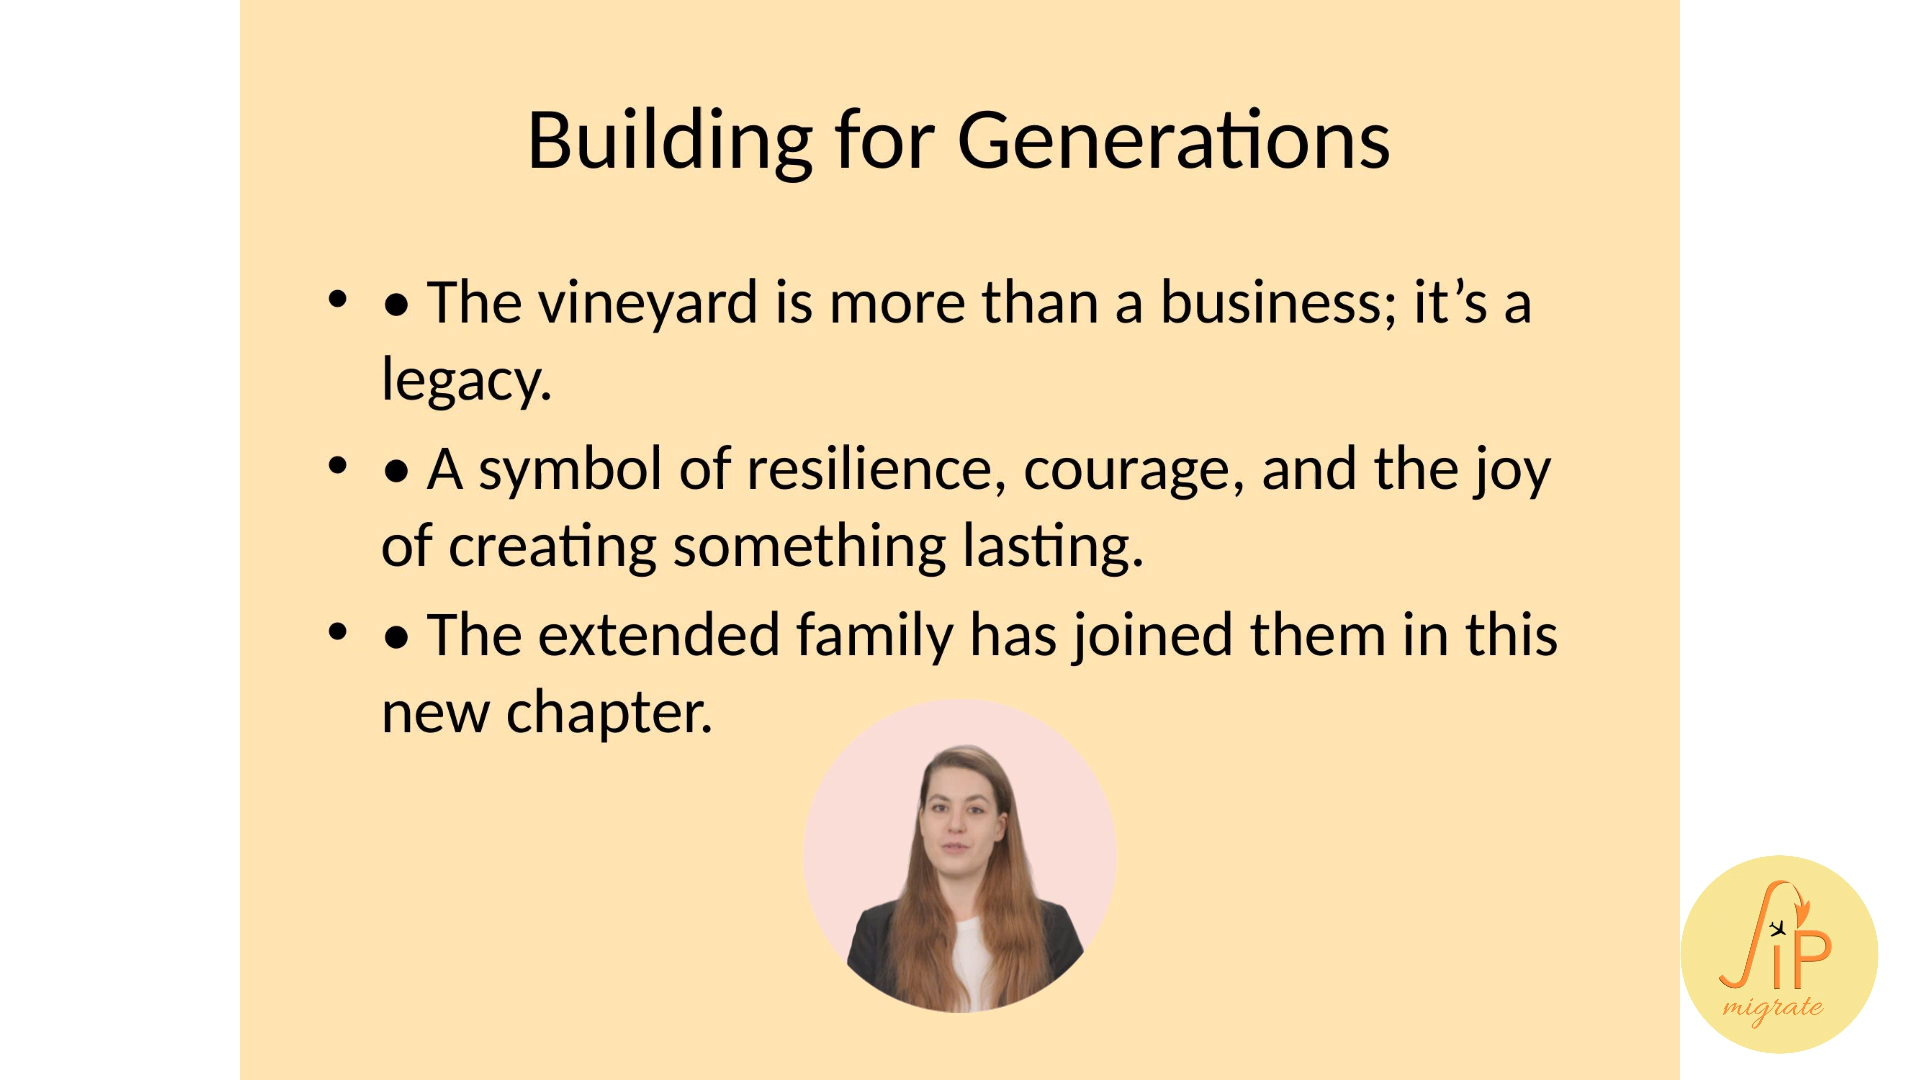 Building for Generations
• • The vineyard is more than a business; it’s a
legacy.
• • A symbol of resilience, courage, and the joy
of creating something lasting.
• • The extended family has joined them in this
new chapter.
SiP
migrate